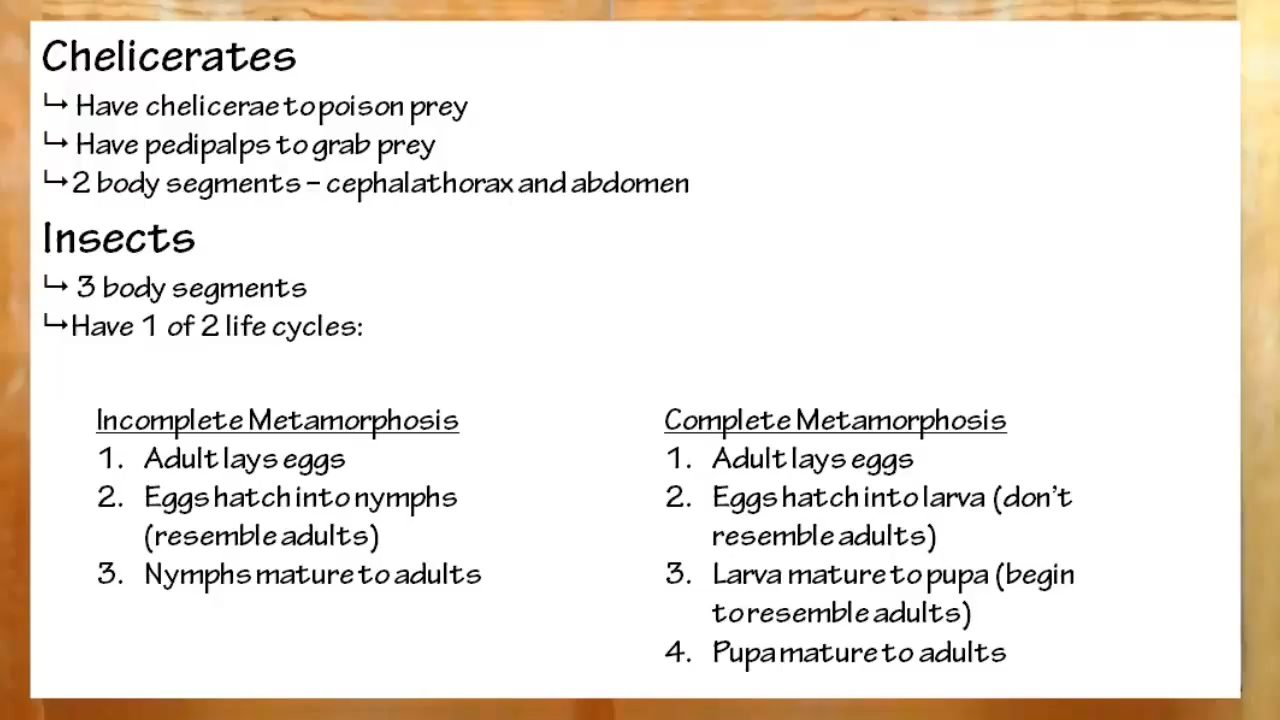 Chelicerates
↳ Have chelicerae to poison prey
↳ Have pedipalps to grab prey
↳2 body segments – cephalathorax and abdomen
Insects
↳ 3 body segments
↳Have 1 of 2 life cycles:
Incomplete Metamorphosis
1. Adult lays eggs
2. Eggs hatch into nymphs
(resemble adults)
3. Nymphs mature to adults
Complete Metamorphosis
1. Adult lays eggs
2. Eggs hatch into larva (don't
resemble adults)
3. Larva mature to pupa (begin
to resemble adults)
4. Pupa mature to adults